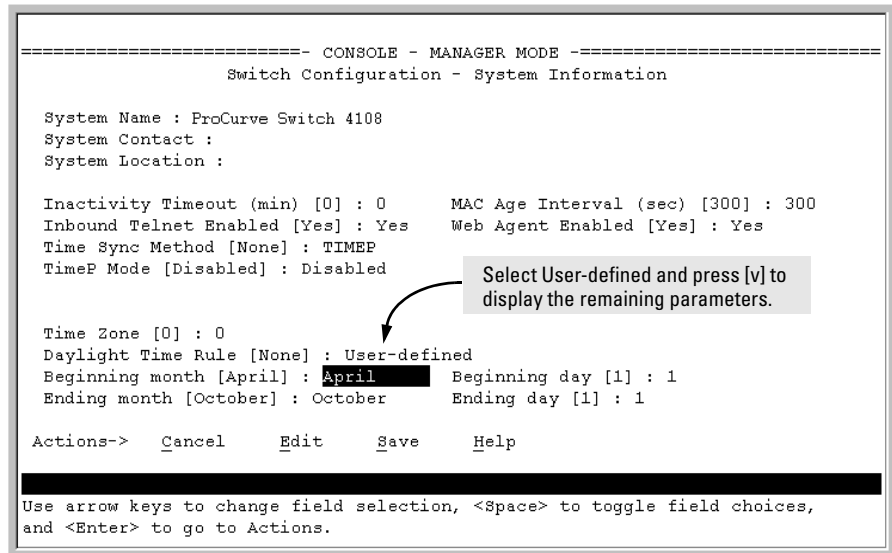 ==========================- CONSOLE - MANAGER MODE -============================
Switch Configuration - System Information
System Name : ProCurve Switch 4108
System Contact :
System Location :
Inactivity Timeout (min) [0] : 0 MAC Age Interval (sec) [300] : 300
Inbound Telnet Enabled [Yes] : Yes Web Agent Enabled [Yes] : Yes
Time Sync Method [None] : TIMEP
TimeP Mode [Disabled] : Disabled
Select User-defined and press [v] to
display the remaining parameters.
Time Zone [0] : 0
Daylight Time Rule [None] : User-defined
Beginning month [April] : April Beginning day [1] : 1
Ending month [October] : October Ending day [1] : 1
Actions-> Cancel Edit Save Help
Use arrow keys to change field selection, <Space> to toggle field choices,
and <Enter> to go to Actions.